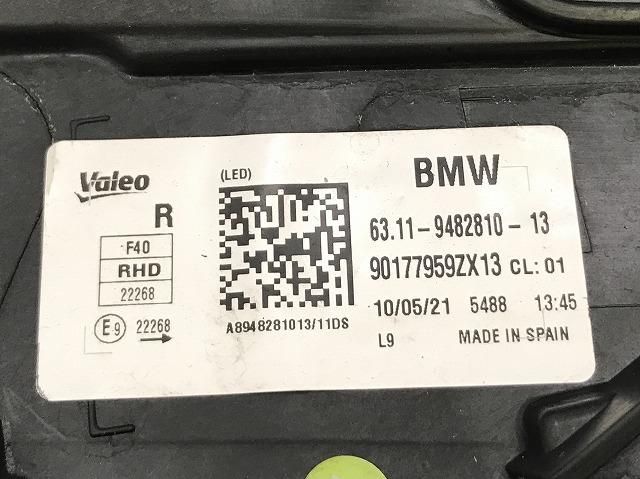 Valeo
R
F40
RHD
22268
E9 22268
(LED)
A8948281013/11DS
BMW
63.11-9482810-13
90177959ZX13 CL:01
10/05/21 5488 13:45
L9 MADE IN SPAIN